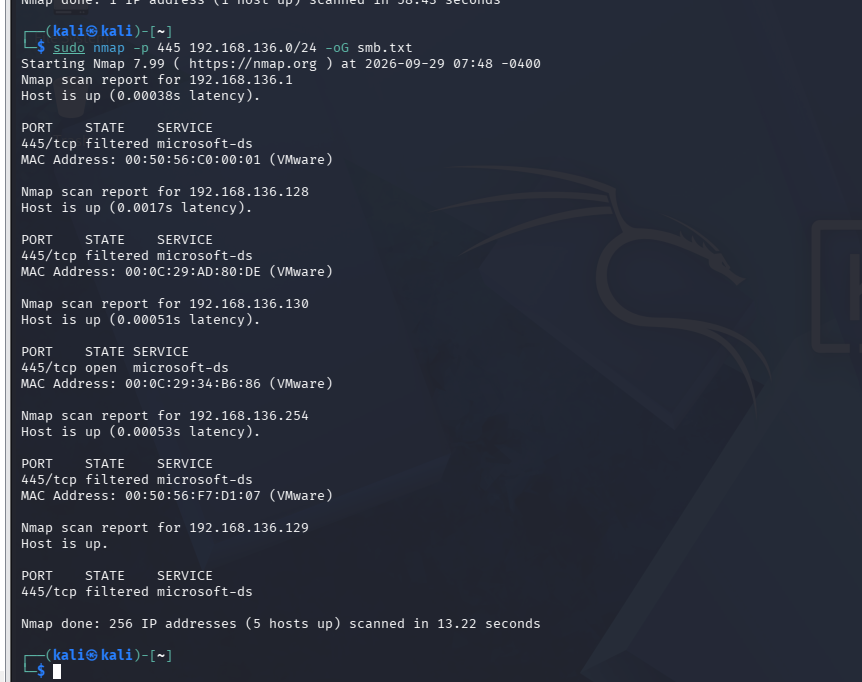 Nmap done: 1 IP address (1 host up) scanned in 58.43 seconds
┌──(kali㉿kali)-[~]
└─$ sudo nmap -p 445 192.168.136.0/24 -oG smb.txt
Starting Nmap 7.99 ( https://nmap.org ) at 2026-09-29 07:48 -0400
Nmap scan report for 192.168.136.1
Host is up (0.00038s latency).
PORT    STATE    SERVICE
445/tcp filtered microsoft-ds
MAC Address: 00:50:56:C0:00:01 (VMware)
Nmap scan report for 192.168.136.128
Host is up (0.0017s latency).
PORT    STATE    SERVICE
445/tcp filtered microsoft-ds
MAC Address: 00:0C:29:AD:80:DE (VMware)
Nmap scan report for 192.168.136.130
Host is up (0.00051s latency).
PORT    STATE SERVICE
445/tcp open  microsoft-ds
MAC Address: 00:0C:29:34:B6:86 (VMware)
Nmap scan report for 192.168.136.254
Host is up (0.00053s latency).
PORT    STATE    SERVICE
445/tcp filtered microsoft-ds
MAC Address: 00:50:56:F7:D1:07 (VMware)
Nmap scan report for 192.168.136.129
Host is up.
PORT    STATE    SERVICE
445/tcp filtered microsoft-ds
Nmap done: 256 IP addresses (5 hosts up) scanned in 13.22 seconds
┌──(kali㉿kali)-[~]
└─$